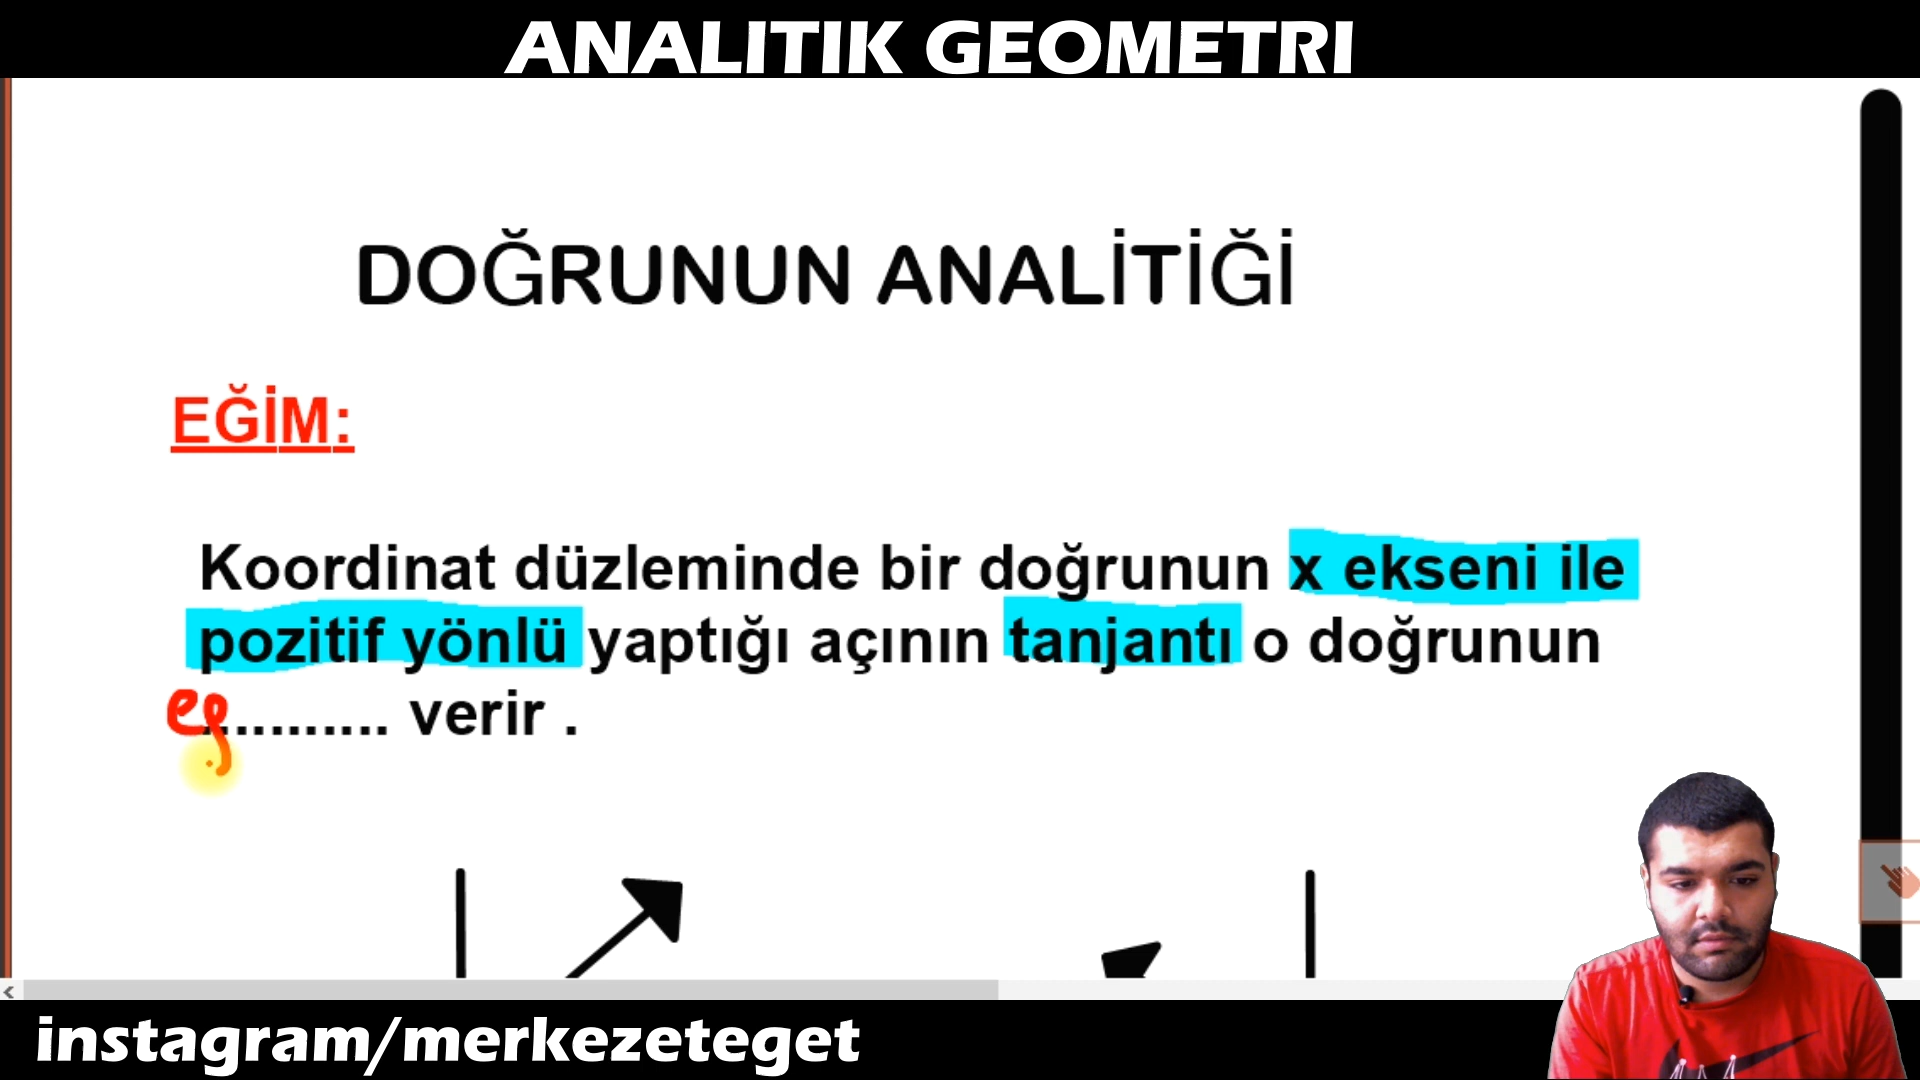 ANALITIK GEOMETRI
DOĞRUNUN ANALİTİĞİ
EĞİM:
Koordinat düzleminde bir doğrunun x ekseni ile
pozitif yönlü yaptığı açının tanjantı o doğrunun
eg........... verir .
instagram/merkezeteget